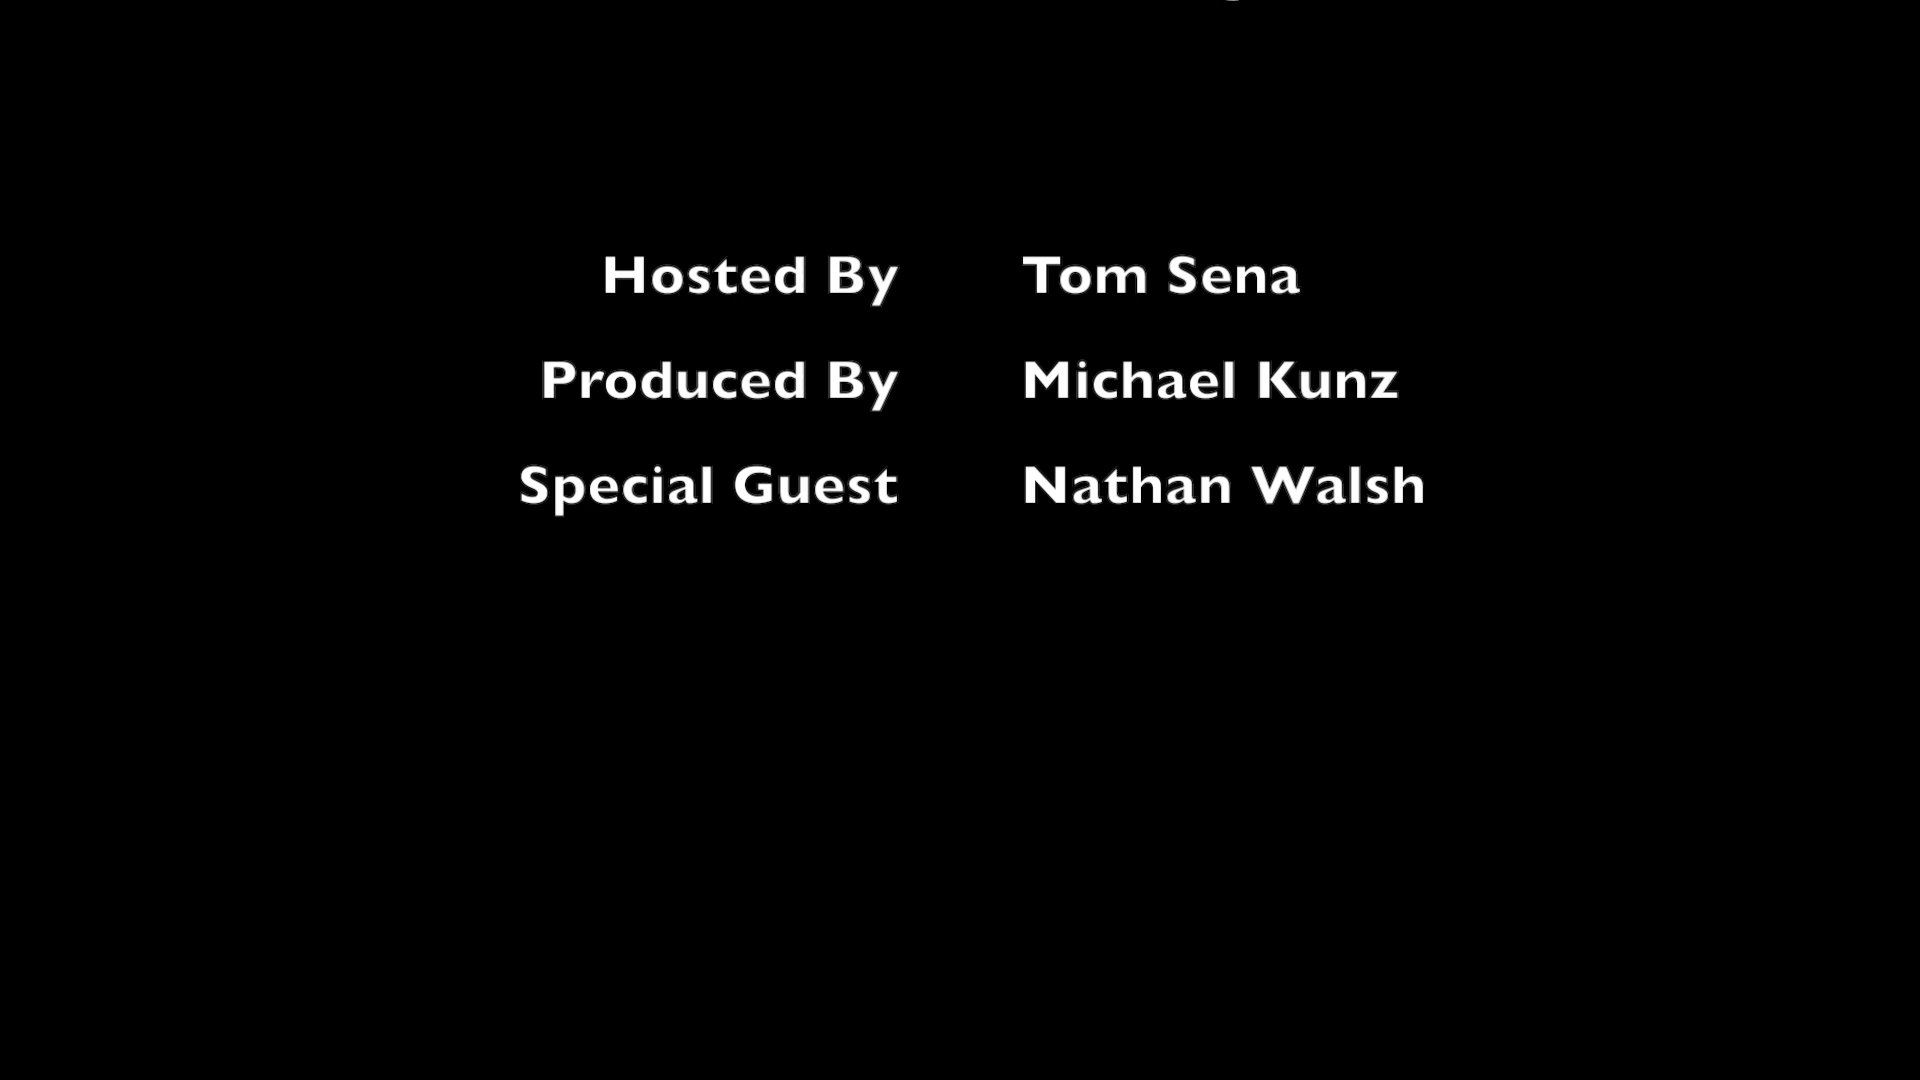 Hosted By Tom Sena
Produced By Michael Kunz
Special Guest Nathan Walsh